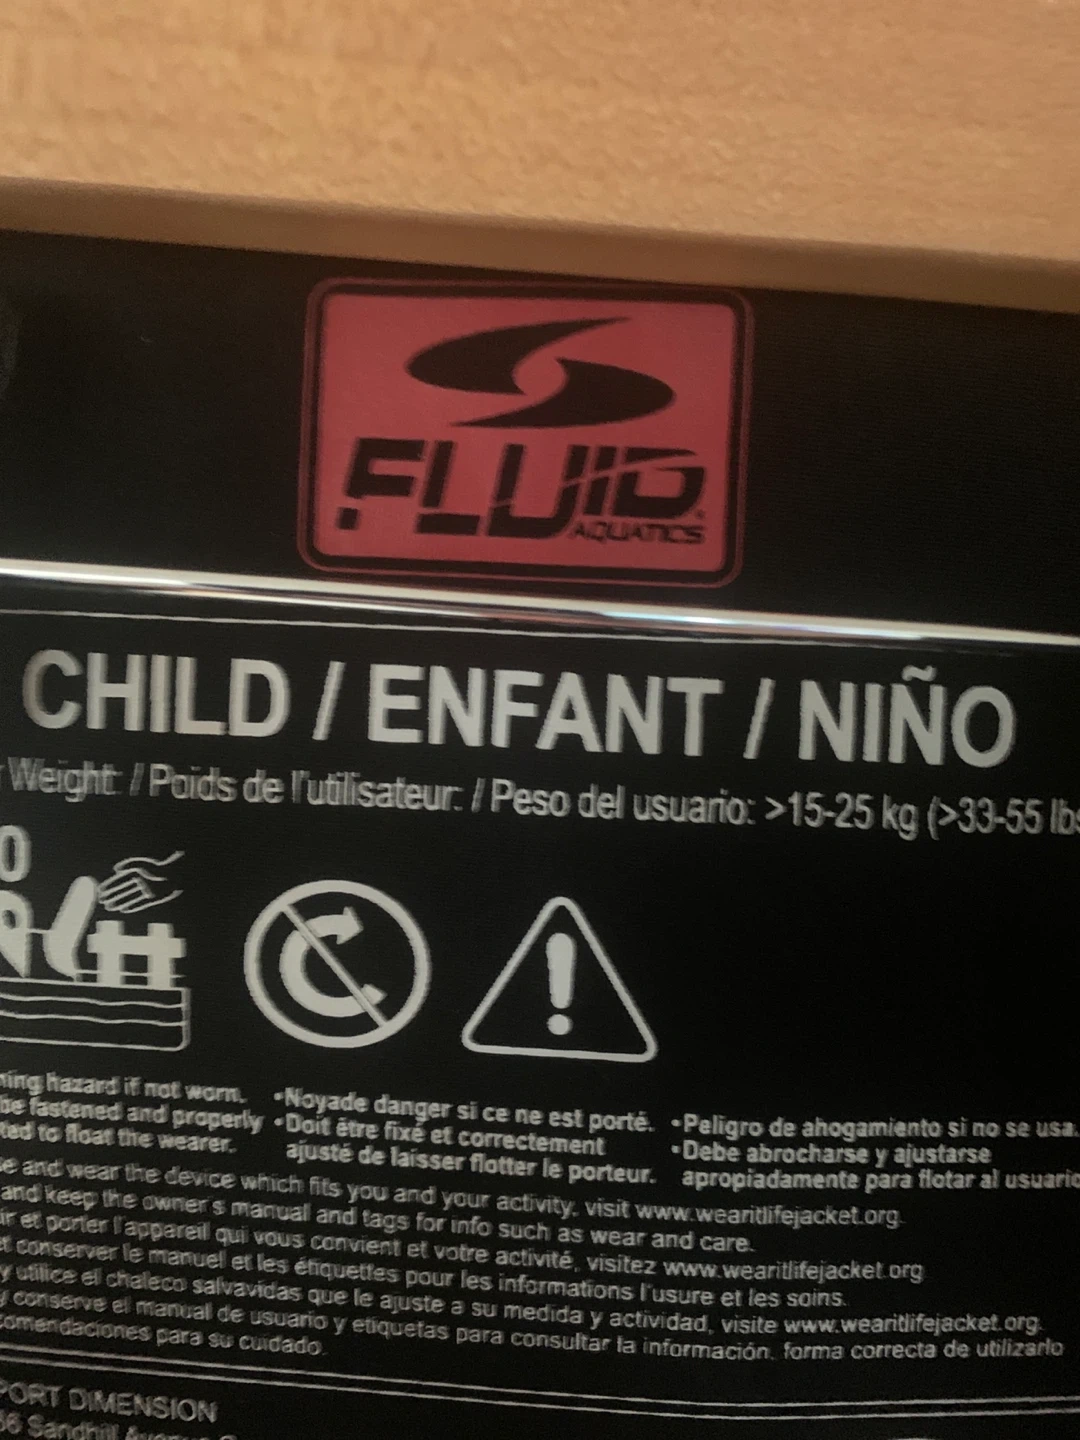 FLUID
AQUATICS
CHILD / ENFANT / NIÑO
Weight: / Poids de l'utilisateur: / Peso del usuario: >15-25 kg (>33-55 lbs
0
hazard if not worn.
be fastened and properly
to float the wearer.
•Noyade danger si ce ne est porté.
•Doit être fixé et correctement
ajusté de laisser flotter le porteur.
•Peligro de ahogamiento si no se usa.
•Debe abrocharse y ajustarse
apropiadamente para flotar al usuario
and wear the device which fits you and your activity, visit www.wearitlifejacket.org.
and keep the owner's manual and tags for info such as wear and care.
et porter l'appareil qui vous convient et votre activité, visitez www.wearitlifejacket.org
et conserver le manuel et les étiquettes pour les informations l'usure et les soins.
y utilice el chaleco salvavidas que le ajuste a su medida y actividad, visite www.wearitlifejacket.org.
y conserve el manual de usuario y etiquetas para consultar la información, forma correcta de utilizarlo
para su cuidado.
DIMENSION
Sandhill